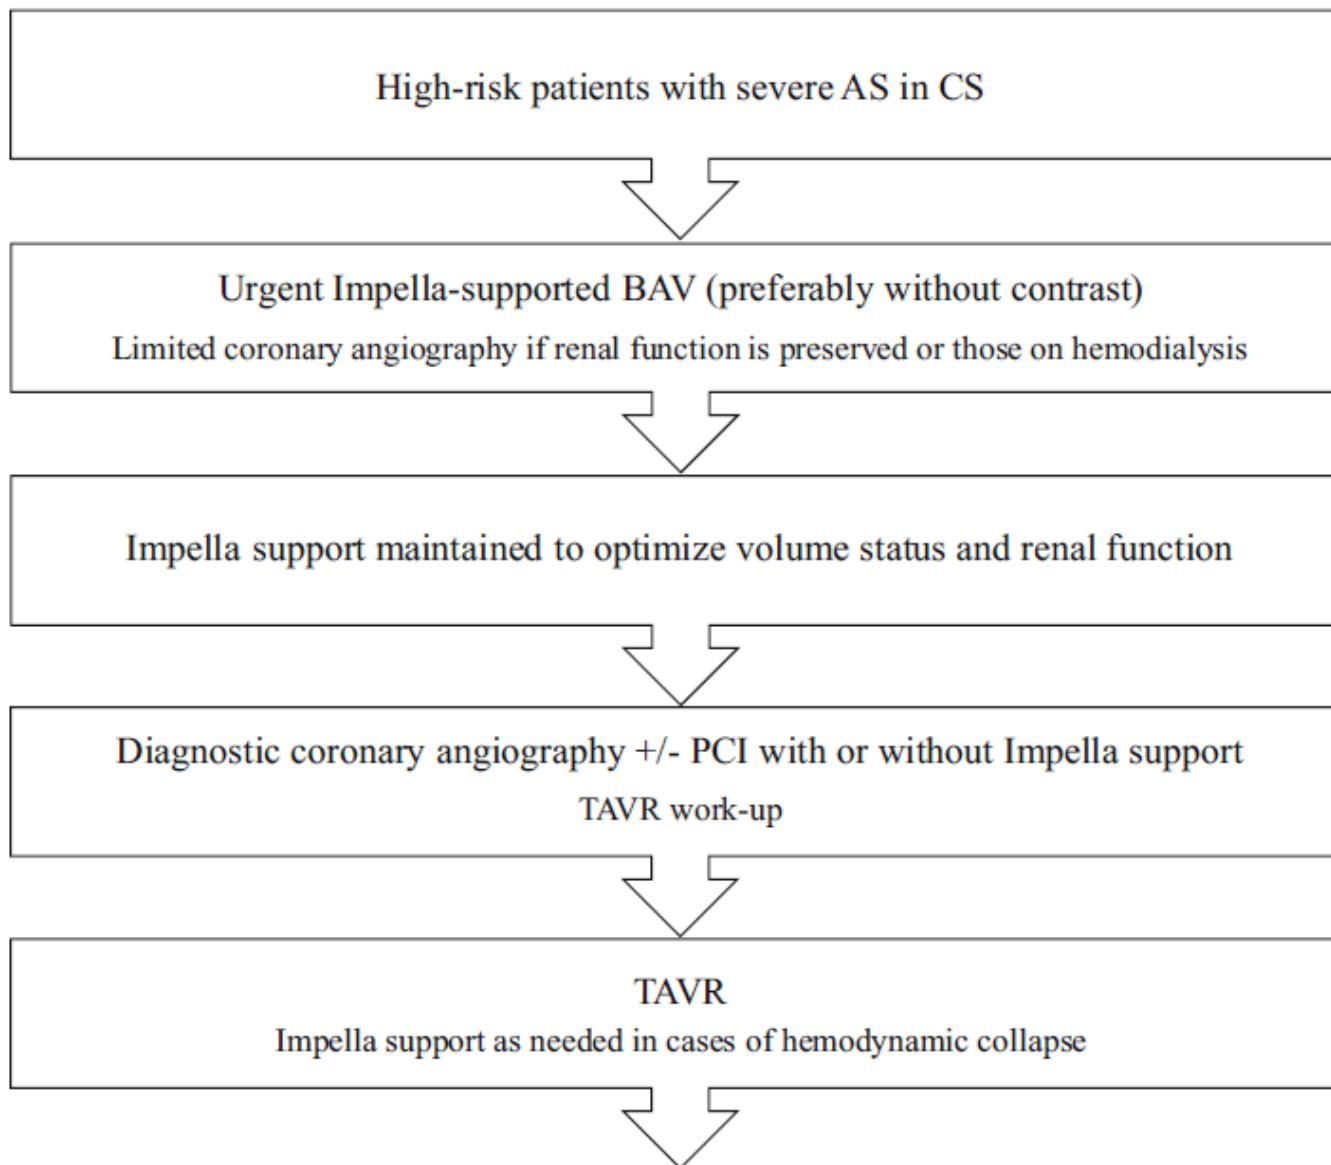 High-risk patients with severe AS in CS
Urgent Impella-supported BAV (preferably without contrast)
Limited coronary angiography if renal function is preserved or those on hemodialysis
Impella support maintained to optimize volume status and renal function
Diagnostic coronary angiography +/- PCI with or without Impella support
TAVR work-up
TAVR
Impella support as needed in cases of hemodynamic collapse